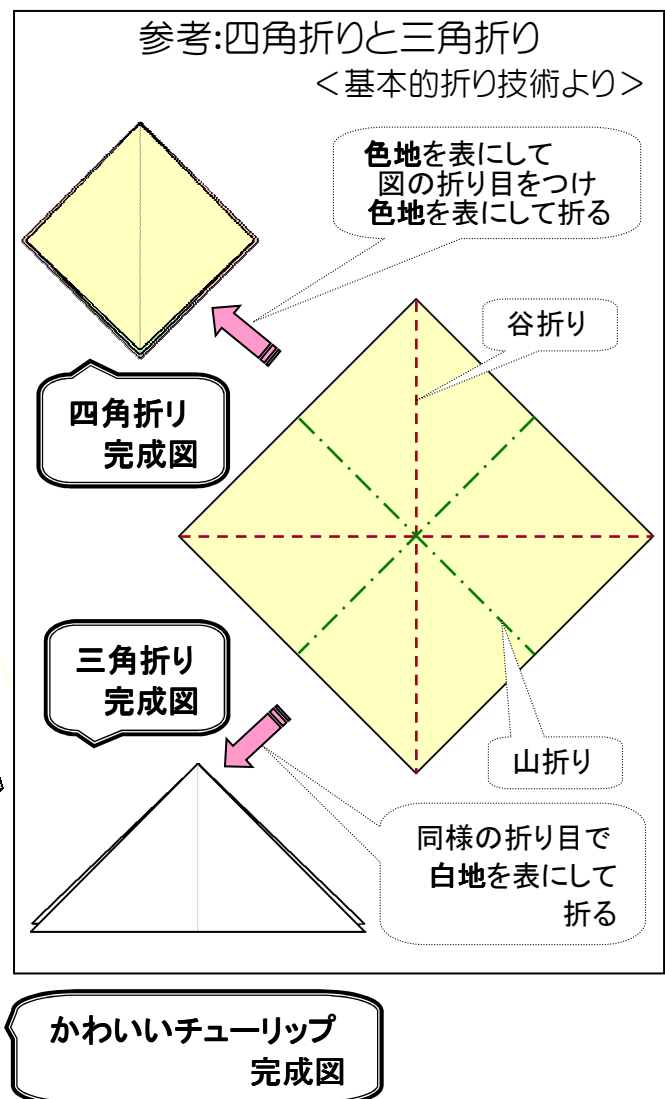 参考:四角折りと三角折り
＜基本的折り技術より＞
色地を表にして
図の折り目をつけ
色地を表にして折る
谷折り
四角折り
完成図
三角折り
完成図
山折り
同様の折り目で
白地を表にして
折る
かわいいチューリップ
完成図